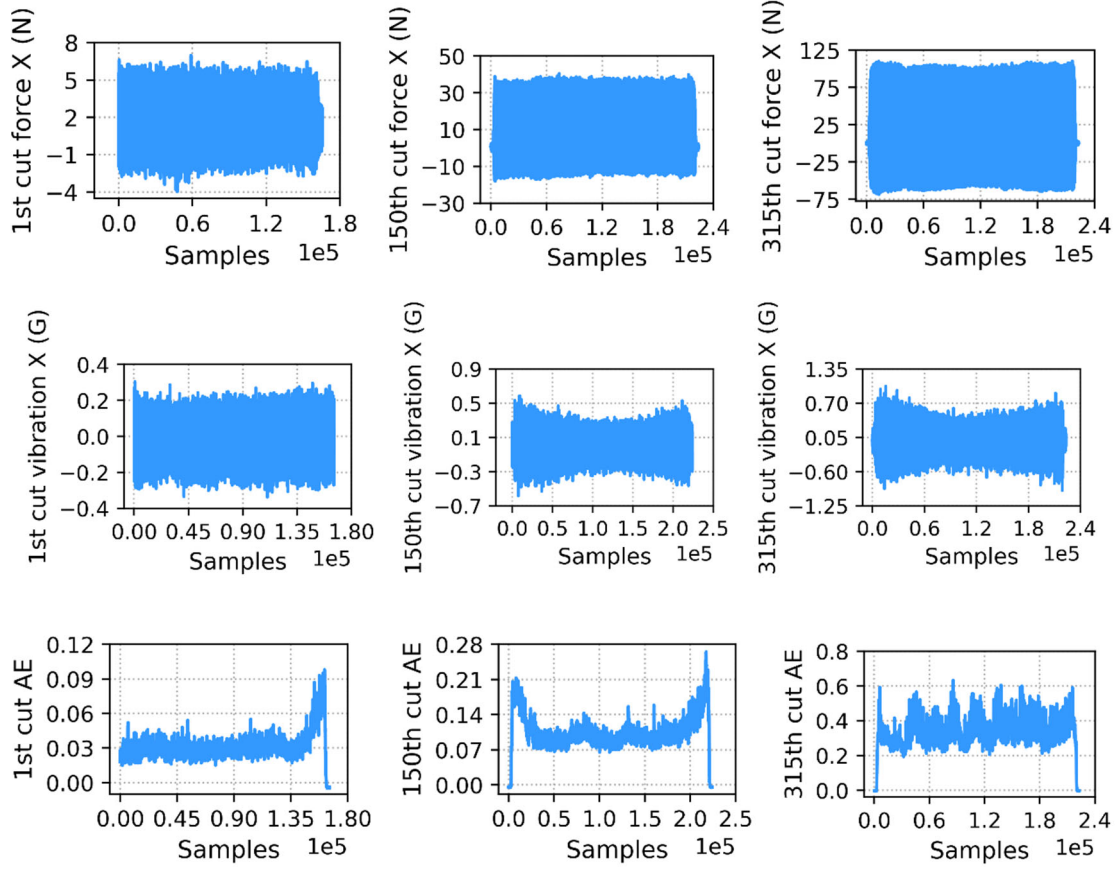 1st cut force X (N)
8
5
2
−1
−4
0.0 0.6 1.2 1.8
Samples 1e5
150th cut force X (N)
50
30
10
−10
−30
0.0 0.6 1.2 1.8 2.4
Samples 1e5
315th cut force X (N)
125
75
25
−25
−75
0.0 0.6 1.2 1.8 2.4
Samples 1e5
1st cut vibration X (G)
0.4
0.2
0.0
−0.2
−0.4
0.00 0.45 0.90 1.35 1.80
Samples 1e5
150th cut vibration X (G)
0.9
0.5
0.1
−0.3
−0.7
0.0 0.5 1.0 1.5 2.0 2.5
Samples 1e5
315th cut vibration X (G)
1.35
0.70
0.05
−0.60
−1.25
0.0 0.6 1.2 1.8 2.4
Samples 1e5
1st cut AE
0.12
0.09
0.06
0.03
0.00
0.00 0.45 0.90 1.35 1.80
Samples 1e5
150th cut AE
0.28
0.21
0.14
0.07
0.00
0.0 0.5 1.0 1.5 2.0 2.5
Samples 1e5
315th cut AE
0.8
0.6
0.4
0.2
0.0
0.0 0.6 1.2 1.8 2.4
Samples 1e5